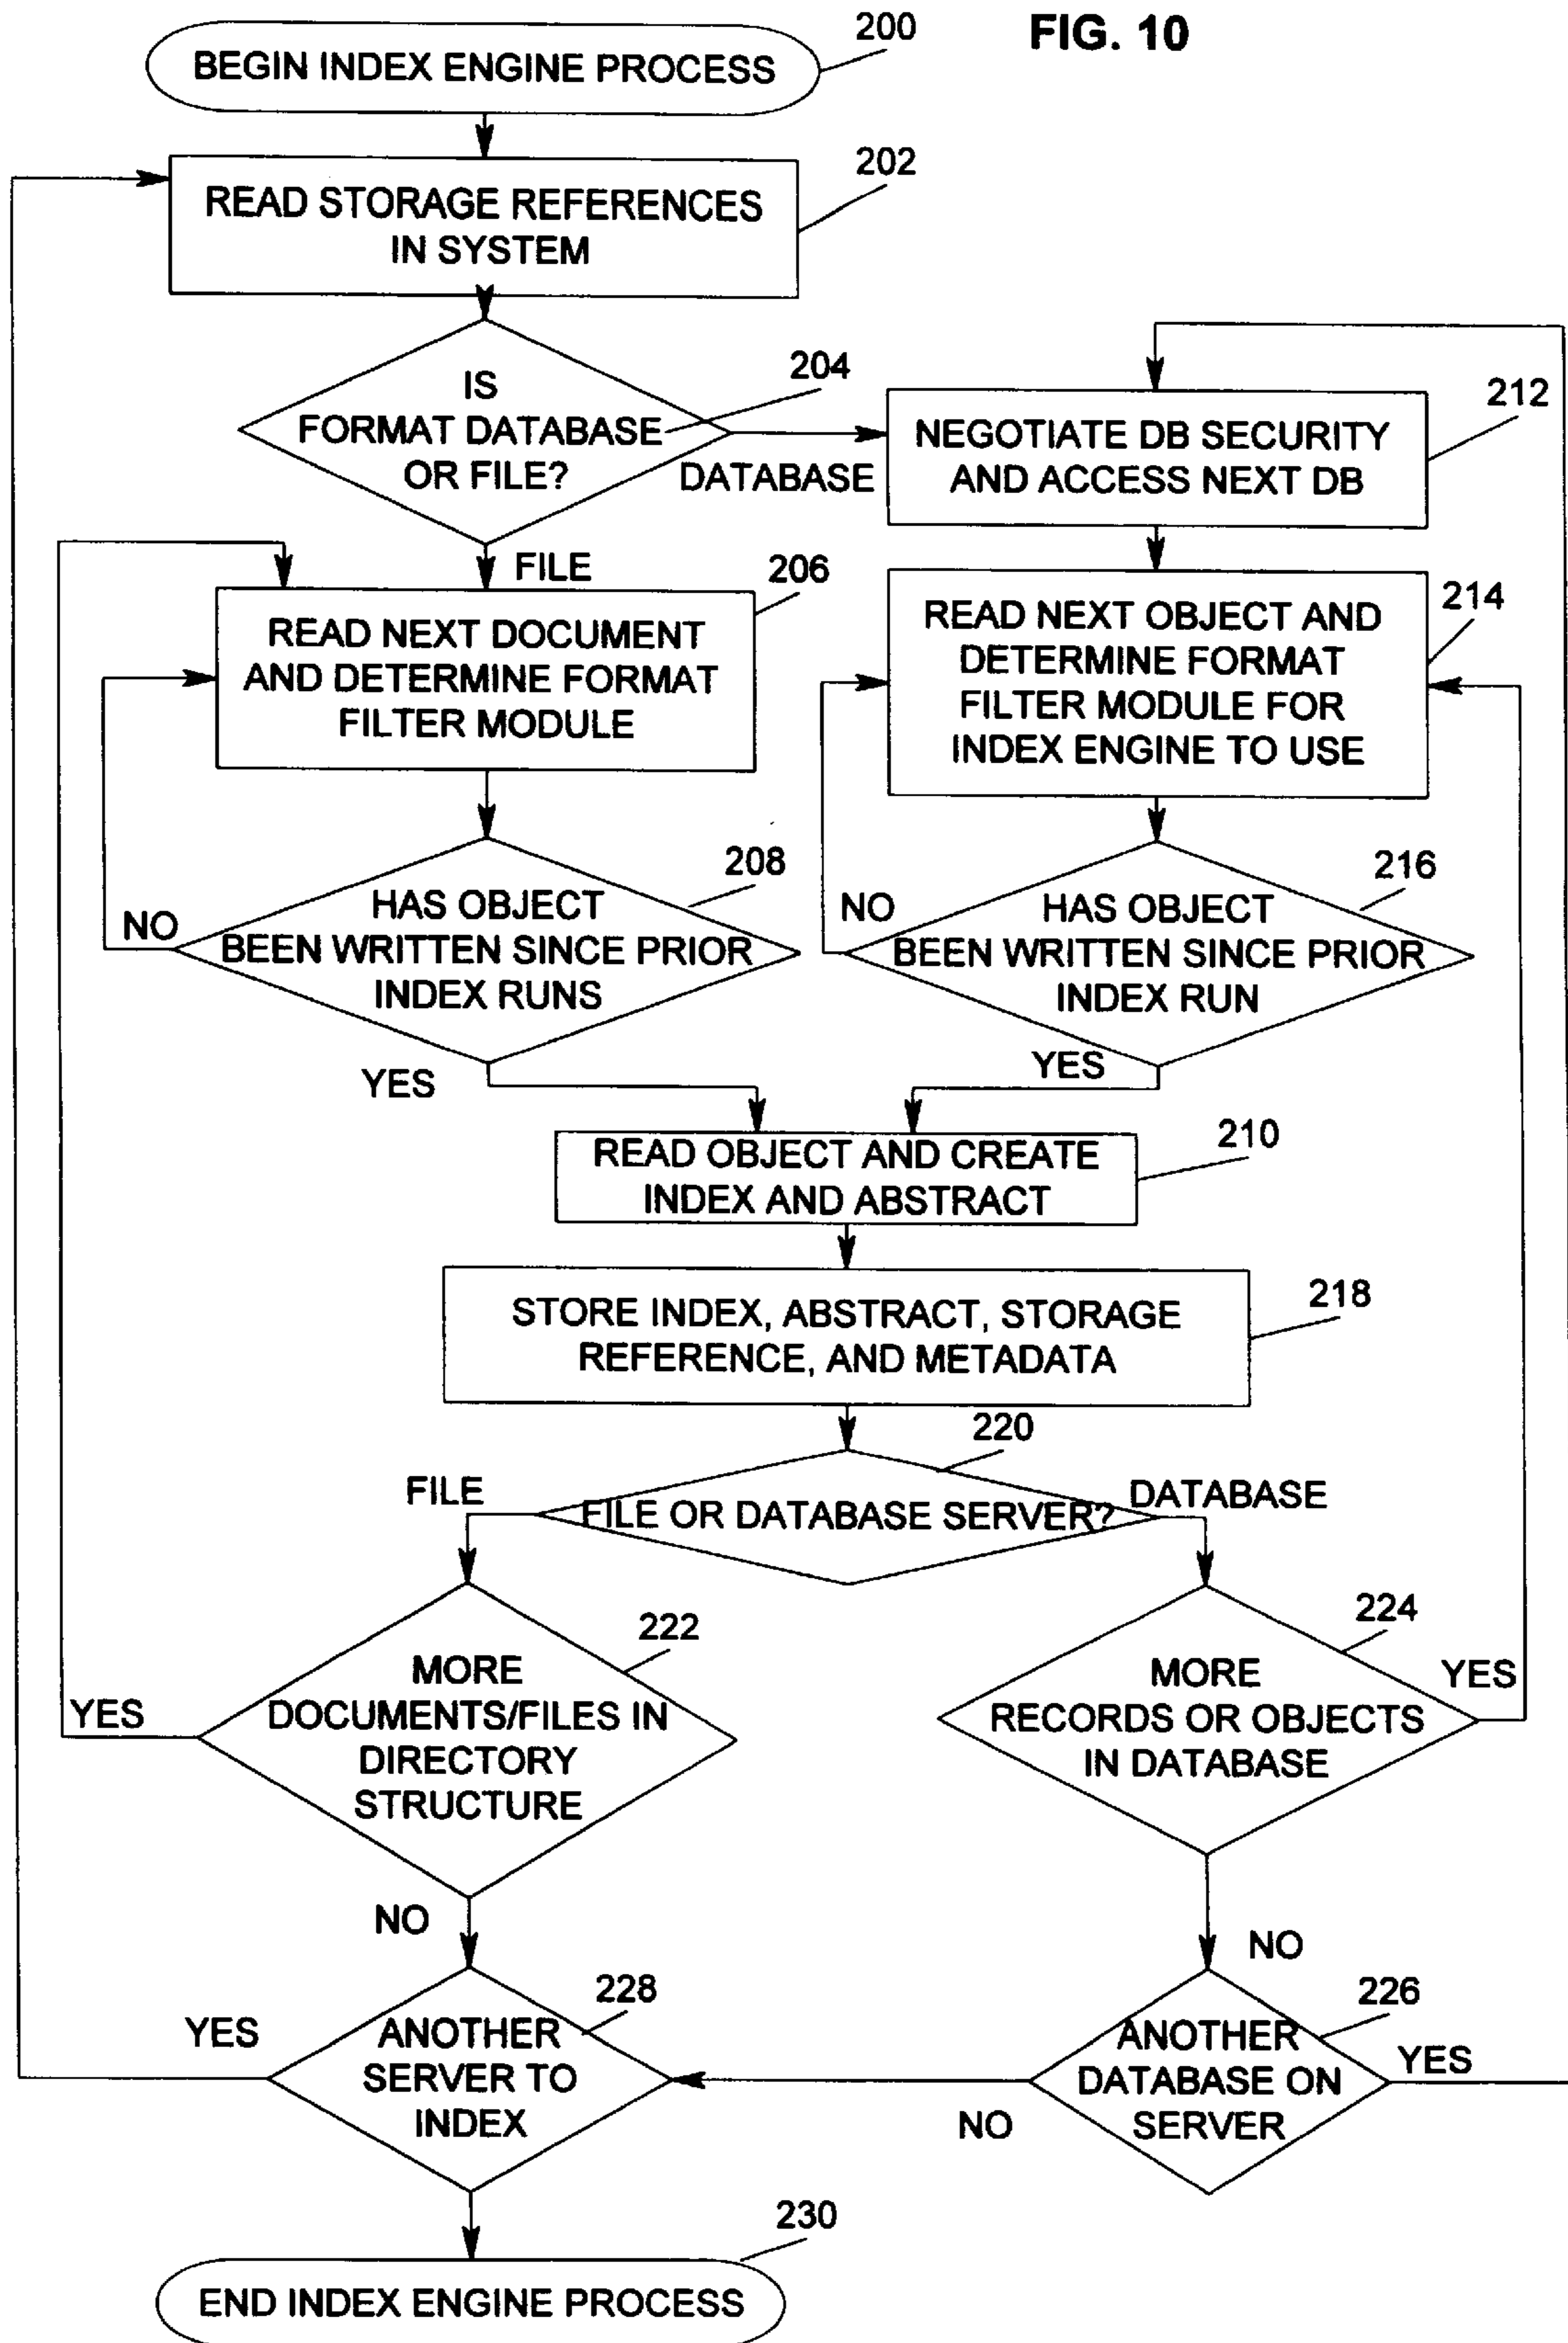 FIG. 10
200
BEGIN INDEX ENGINE PROCESS
202
READ STORAGE REFERENCES
IN SYSTEM
204
IS
FORMAT DATABASE
OR FILE?
DATABASE
212
NEGOTIATE DB SECURITY
AND ACCESS NEXT DB
FILE
206
READ NEXT DOCUMENT
AND DETERMINE FORMAT
FILTER MODULE
214
READ NEXT OBJECT AND
DETERMINE FORMAT
FILTER MODULE FOR
INDEX ENGINE TO USE
208
NO
HAS OBJECT
BEEN WRITTEN SINCE PRIOR
INDEX RUNS
YES
216
NO
HAS OBJECT
BEEN WRITTEN SINCE PRIOR
INDEX RUN
YES
210
READ OBJECT AND CREATE
INDEX AND ABSTRACT
218
STORE INDEX, ABSTRACT, STORAGE
REFERENCE, AND METADATA
220
FILE
FILE OR DATABASE SERVER?
DATABASE
222
MORE
DOCUMENTS/FILES IN
DIRECTORY
STRUCTURE
YES
NO
224
MORE
RECORDS OR OBJECTS
IN DATABASE
YES
NO
228
YES
ANOTHER
SERVER TO
INDEX
226
ANOTHER
DATABASE ON
SERVER
YES
NO
230
END INDEX ENGINE PROCESS